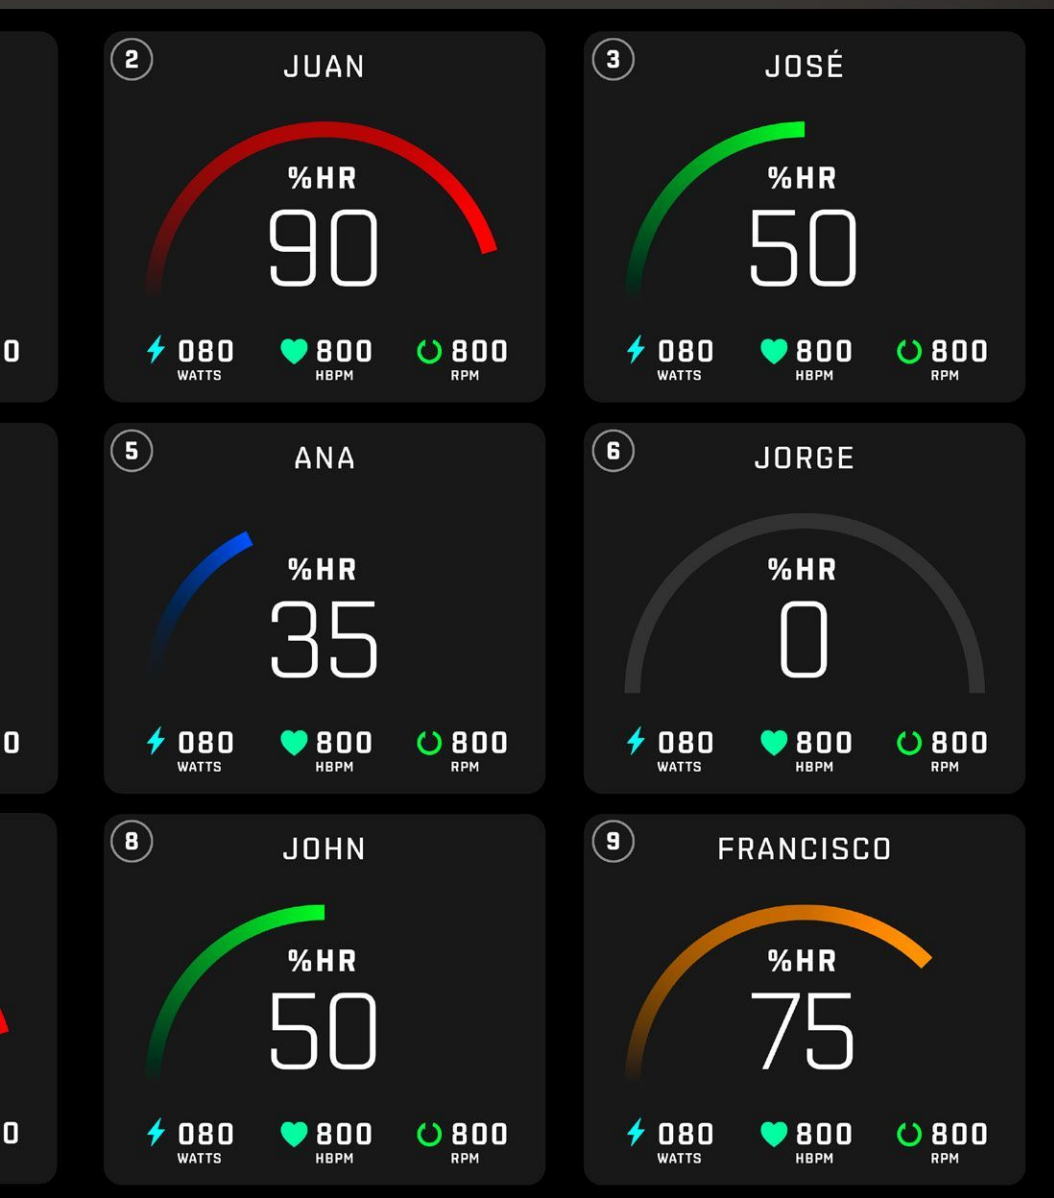 2
JUAN
%HR
90
080 800 800
WATTS HBPM RPM
3
JOSÉ
%HR
50
080 800 800
WATTS HBPM RPM
0
5
ANA
%HR
35
080 800 800
WATTS HBPM RPM
6
JORGE
%HR
0
080 800 800
WATTS HBPM RPM
0
8
JOHN
%HR
50
080 800 800
WATTS HBPM RPM
9
FRANCISCO
%HR
75
080 800 800
WATTS HBPM RPM
0